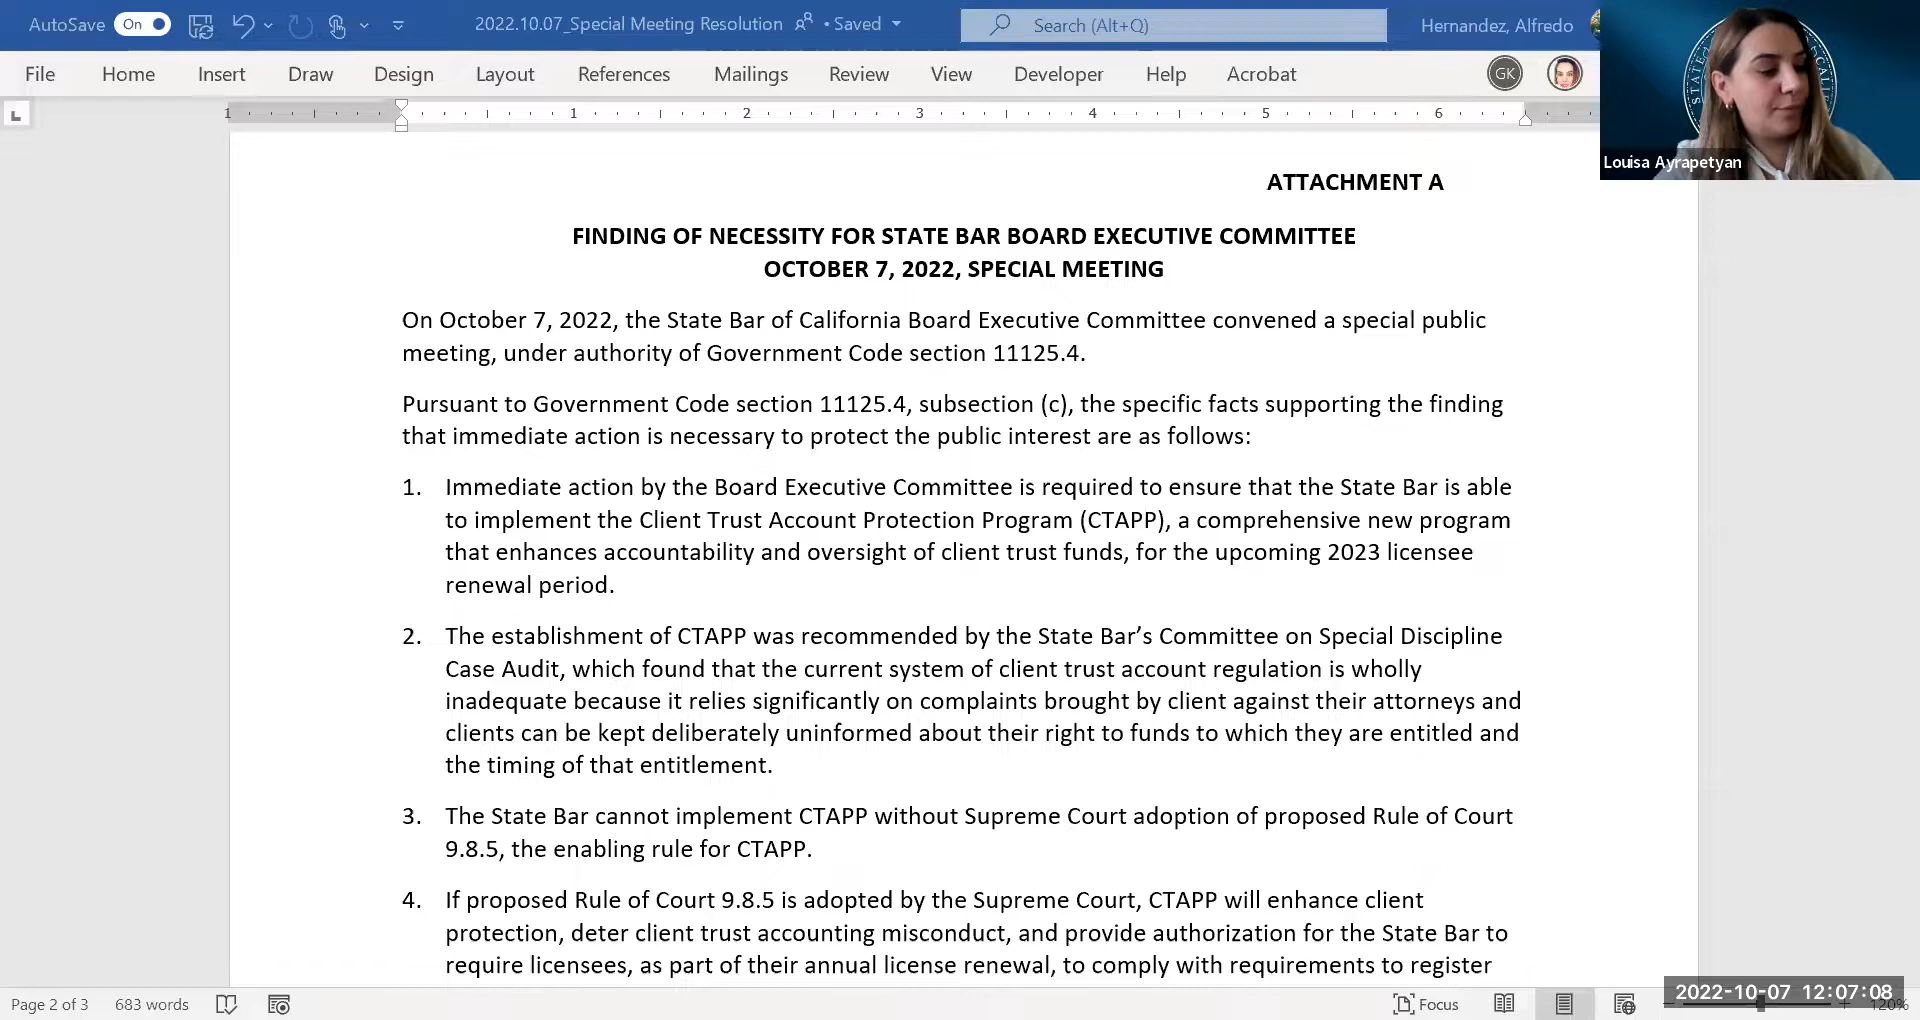 AutoSave On 2022.10.07_Special Meeting Resolution • Saved Search (Alt+Q) Hernandez, Alfredo
File Home Insert Draw Design Layout References Mailings Review View Developer Help Acrobat GK
1 1 2 3 4 5 6
Louisa Ayrapetyan
ATTACHMENT A
FINDING OF NECESSITY FOR STATE BAR BOARD EXECUTIVE COMMITTEE
OCTOBER 7, 2022, SPECIAL MEETING
On October 7, 2022, the State Bar of California Board Executive Committee convened a special public
meeting, under authority of Government Code section 11125.4.
Pursuant to Government Code section 11125.4, subsection (c), the specific facts supporting the finding
that immediate action is necessary to protect the public interest are as follows:
1. Immediate action by the Board Executive Committee is required to ensure that the State Bar is able
to implement the Client Trust Account Protection Program (CTAPP), a comprehensive new program
that enhances accountability and oversight of client trust funds, for the upcoming 2023 licensee
renewal period.
2. The establishment of CTAPP was recommended by the State Bar’s Committee on Special Discipline
Case Audit, which found that the current system of client trust account regulation is wholly
inadequate because it relies significantly on complaints brought by client against their attorneys and
clients can be kept deliberately uninformed about their right to funds to which they are entitled and
the timing of that entitlement.
3. The State Bar cannot implement CTAPP without Supreme Court adoption of proposed Rule of Court
9.8.5, the enabling rule for CTAPP.
4. If proposed Rule of Court 9.8.5 is adopted by the Supreme Court, CTAPP will enhance client
protection, deter client trust accounting misconduct, and provide authorization for the State Bar to
require licensees, as part of their annual license renewal, to comply with requirements to register
Page 2 of 3 683 words Focus 120%
2022-10-07 12:07:08